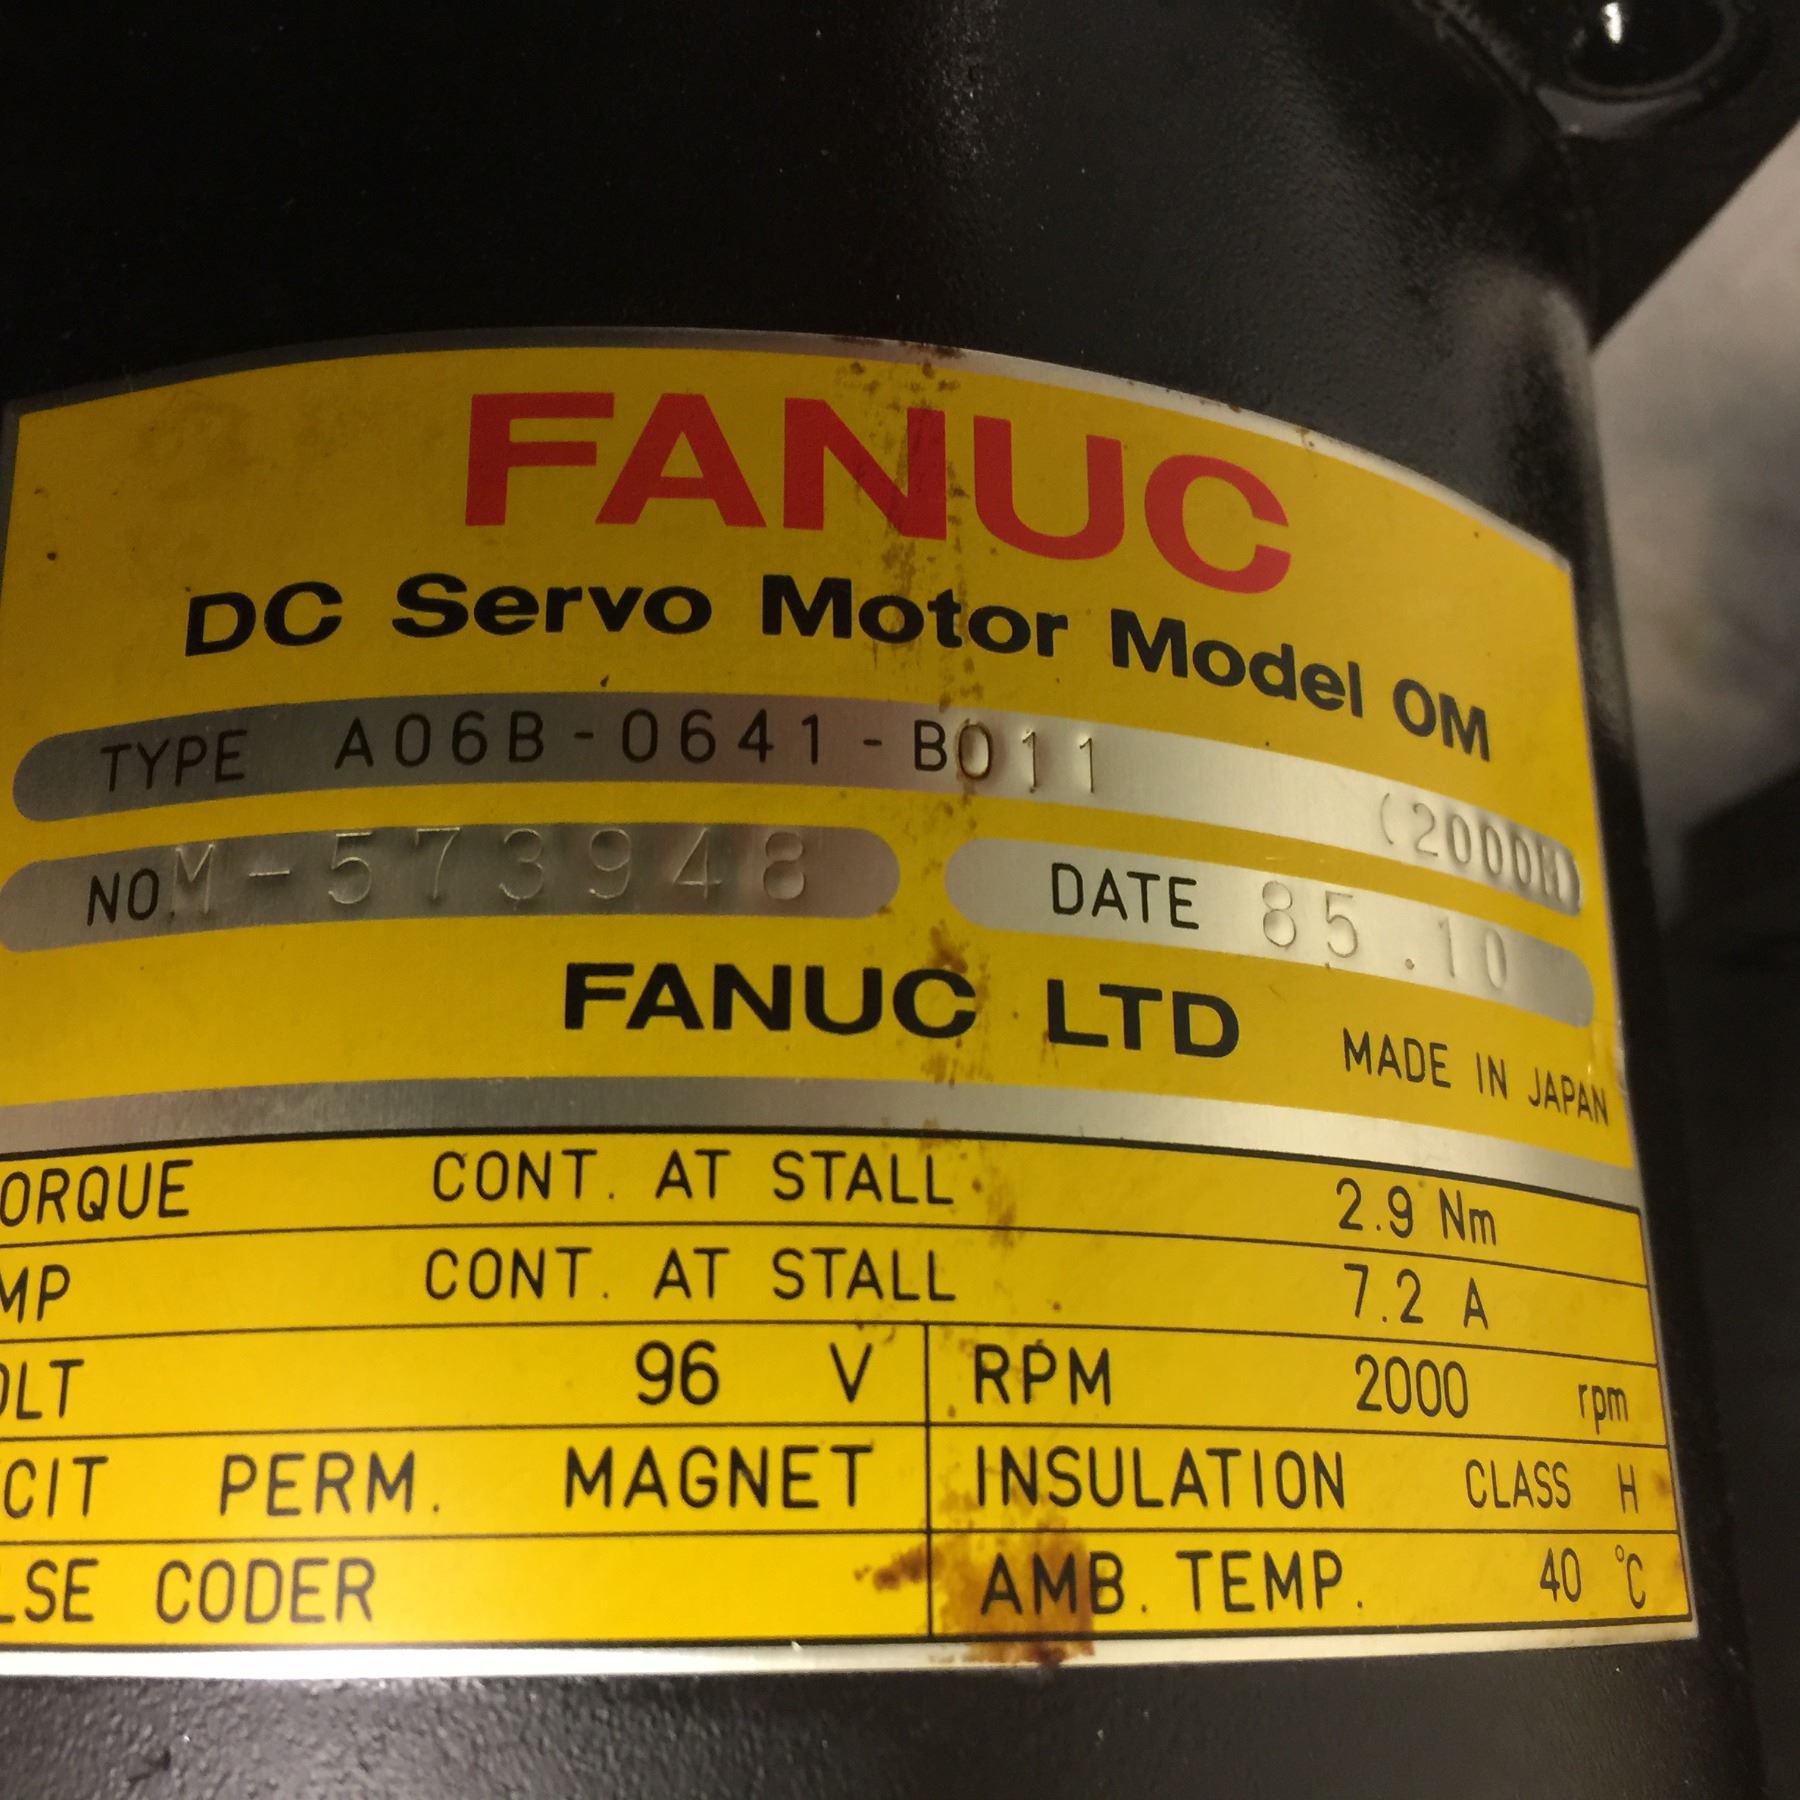 FANUC
DC Servo Motor Model OM
TYPE A06B-0641-B011 (2000H)
NO. M-573948 DATE 85.10
FANUC LTD MADE IN JAPAN
ORQUE CONT. AT STALL 2.9 Nm
MP CONT. AT STALL 7.2 A
OLT 96 V RPM 2000 rpm
CIT PERM. MAGNET INSULATION CLASS H
LSE CODER AMB. TEMP. 40 °C